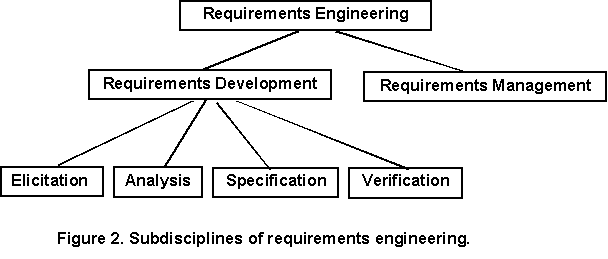 Requirements Engineering
Requirements Development
Requirements Management
Elicitation
Analysis
Specification
Verification
Figure 2. Subdisciplines of requirements engineering.